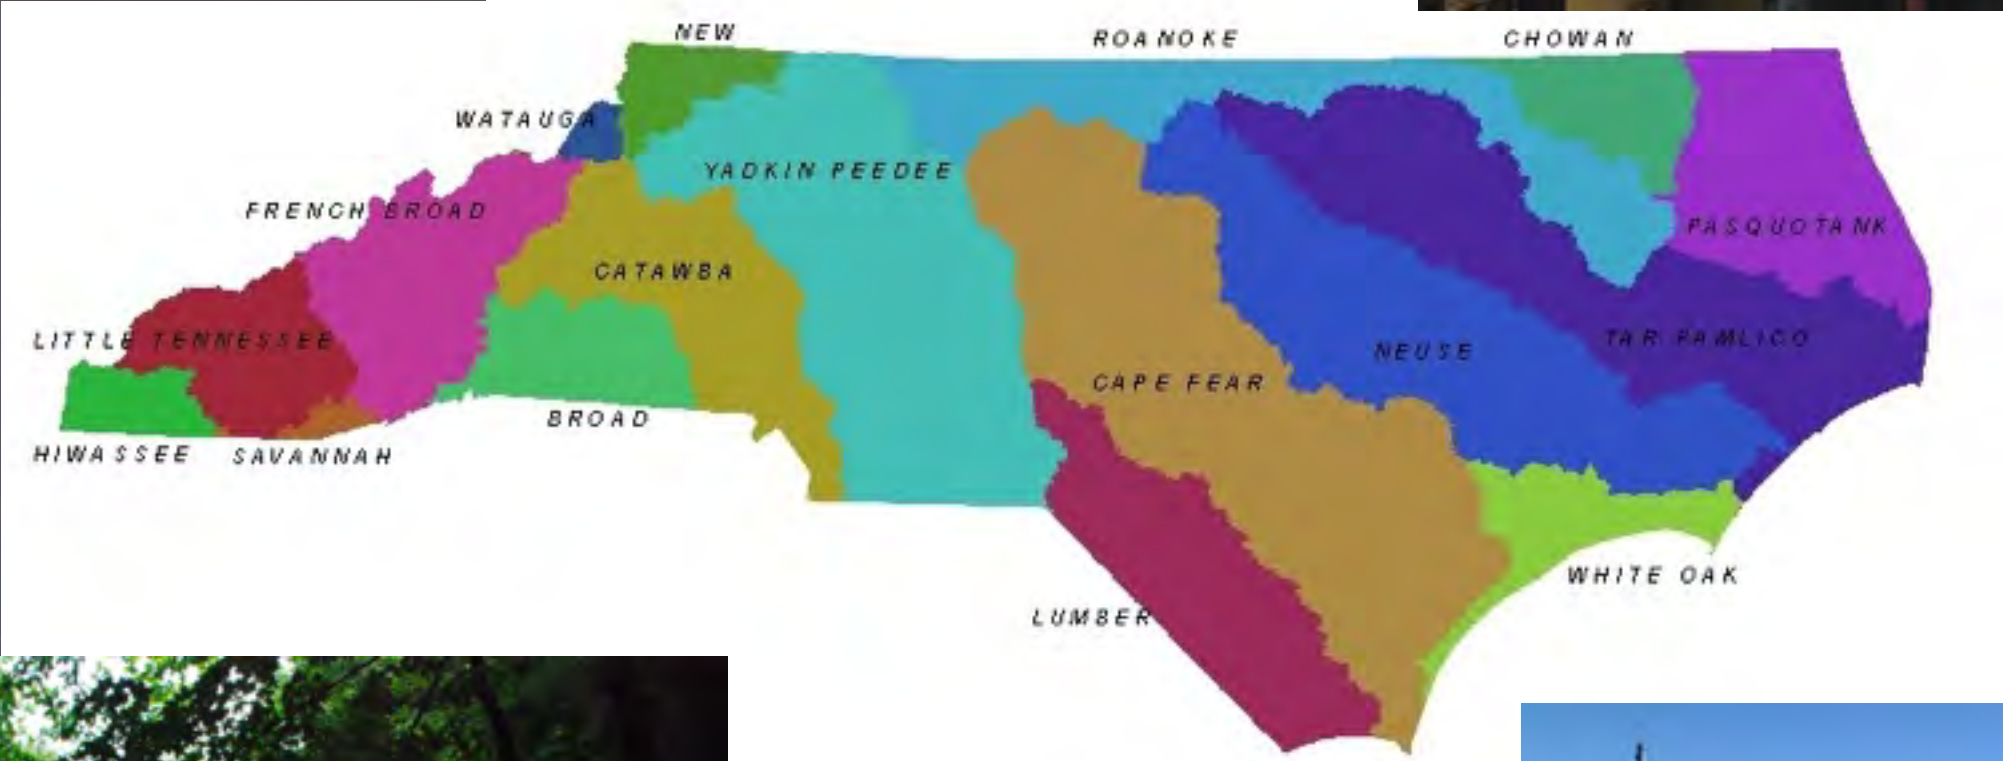 NEW
ROANOKE
CHOWAN
WATAUGA
YADKIN PEEDEE
FRENCH BROAD
PASQUOTANK
CATAWBA
LITTLE TENNESSEE
TAR PAMLICO
NEUSE
CAPE FEAR
BROAD
HIWASSEE
SAVANNAH
WHITE OAK
LUMBER